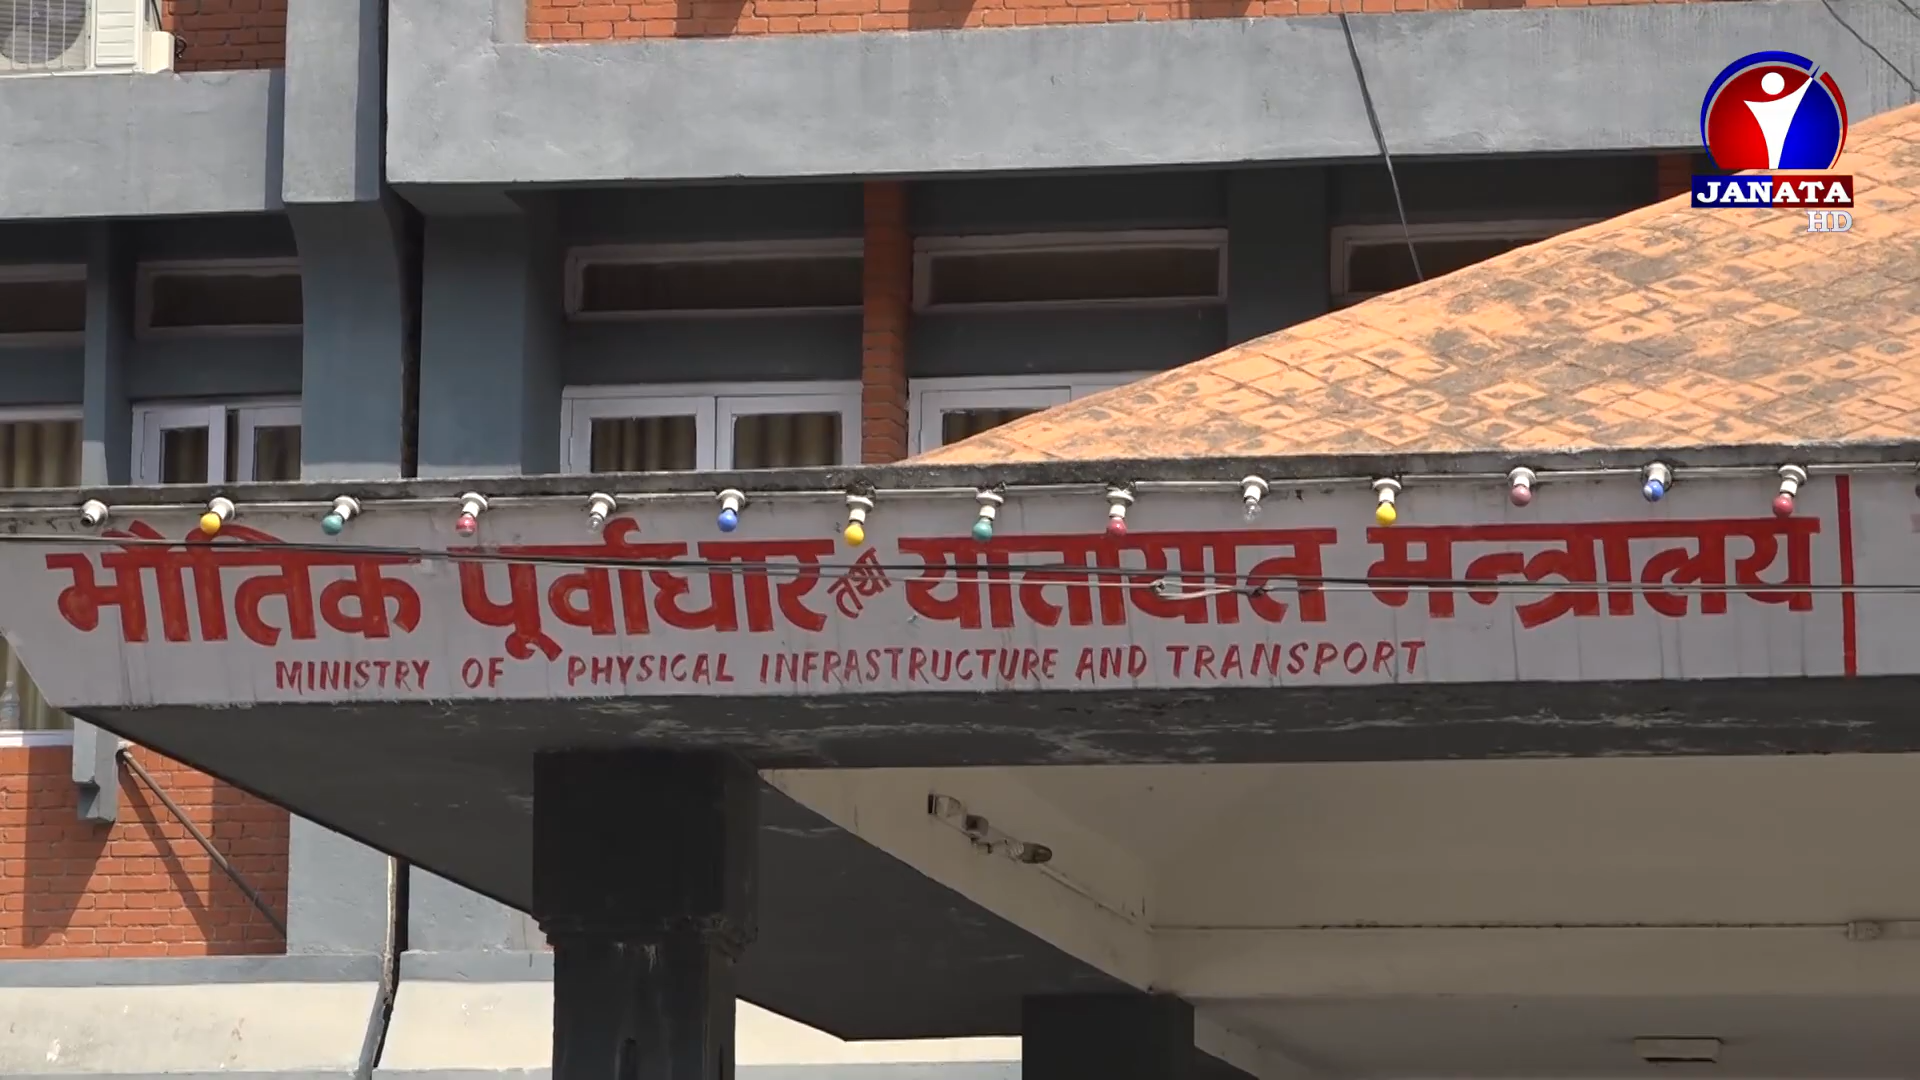 JANATA
HD
भौतिक पूर्वाधार तथा यातायात मन्त्रालय
MINISTRY OF PHYSICAL INFRASTRUCTURE AND TRANSPORT